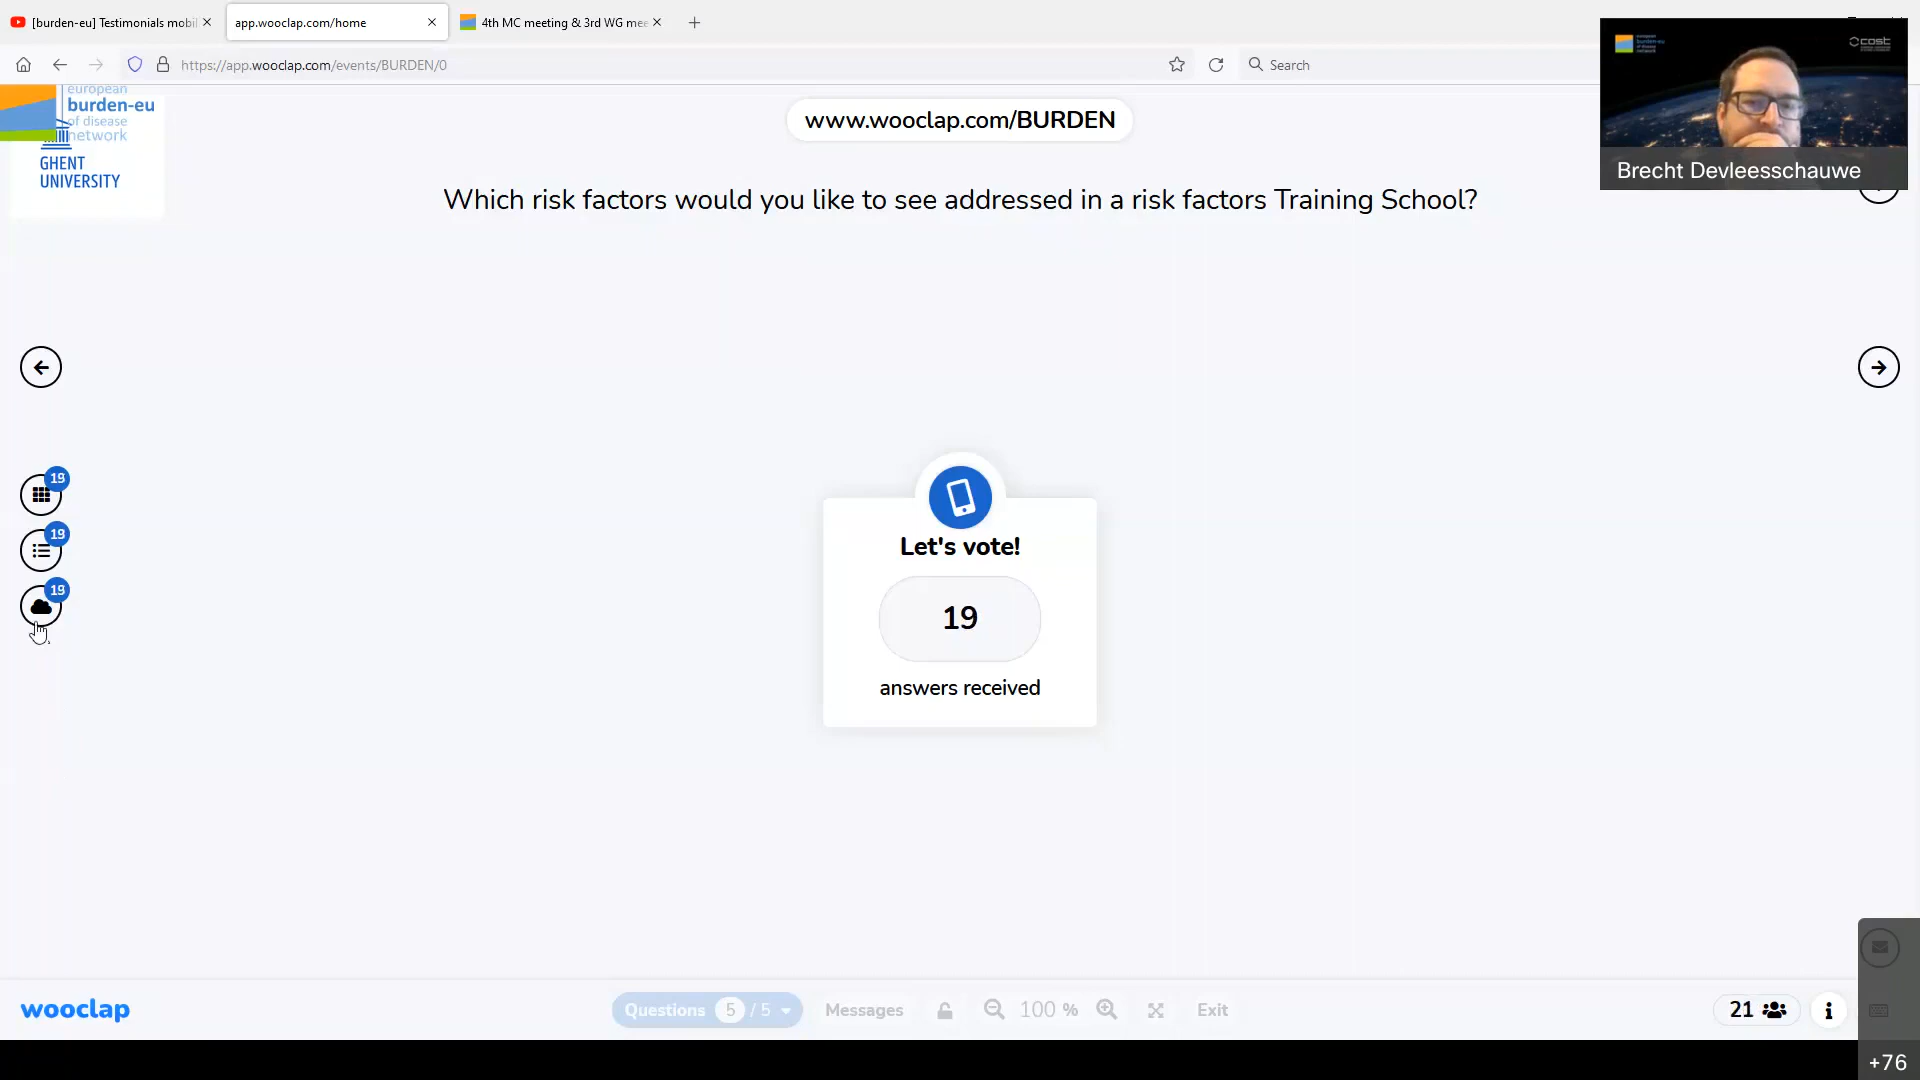 [burden-eu] Testimonials mobil
app.wooclap.com/home
4th MC meeting & 3rd WG mee
https://app.wooclap.com/events/BURDEN/0
Search
european
burden-eu
of disease
network
GHENT
UNIVERSITY
www.wooclap.com/BURDEN
cost
Brecht Devleesschauwe
Which risk factors would you like to see addressed in a risk factors Training School?
19
19
19
Let's vote!
19
answers received
wooclap
Questions 5 / 5
Messages
100 %
Exit
21
+76